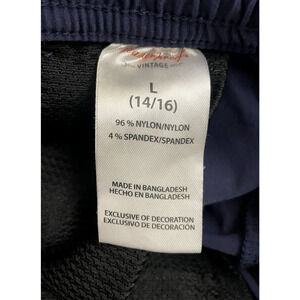 VINTAGE
L
(14/16)
96 % NYLON/NYLON
4 % SPANDEX/SPANDEX
MADE IN BANGLADESH
HECHO EN BANGLADESH
EXCLUSIVE OF DECORATION
EXCLUSIVO DE DECORACIÓN